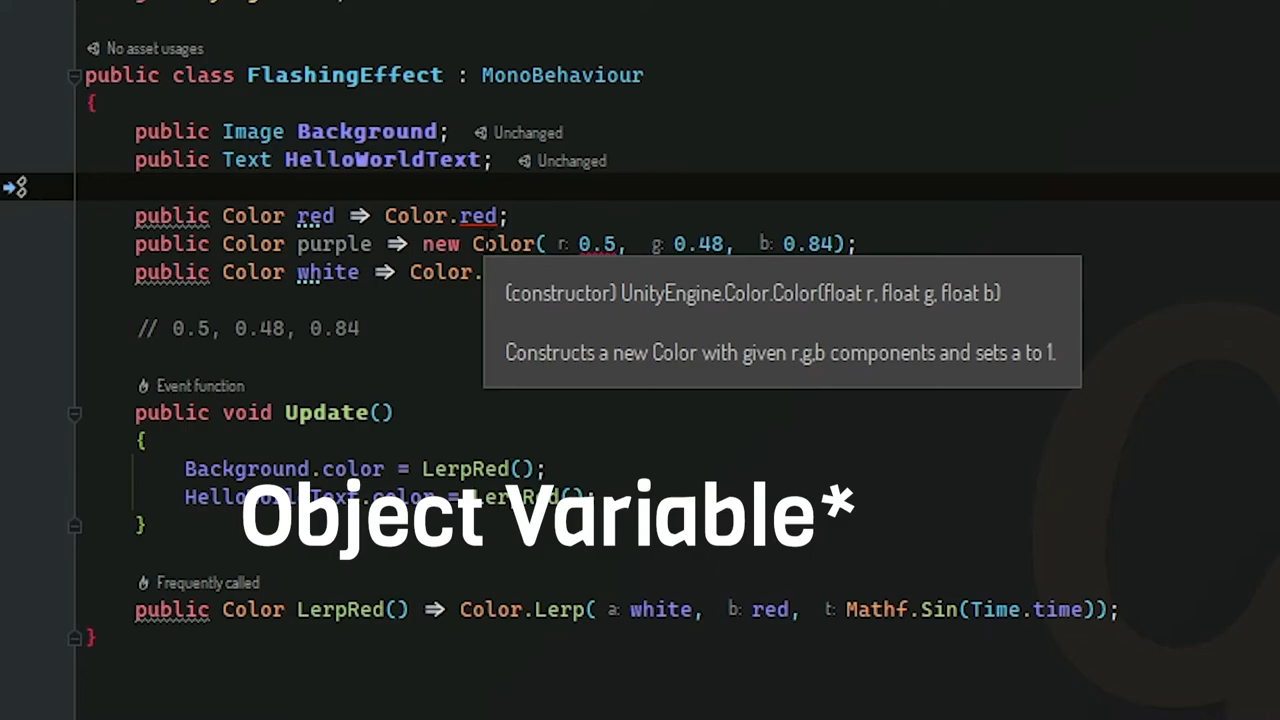 No asset usages
public class FlashingEffect : MonoBehaviour
{
public Image Background; Unchanged
public Text HelloWorldText; Unchanged
public Color red => Color.red;
public Color purple => new Color( r: 0.5, g: 0.48, b: 0.84);
public Color white => Color.
(constructor) UnityEngine.Color.Color(float r, float g, float b)
Constructs a new Color with given r,g,b components and sets a to 1.
// 0.5, 0.48, 0.84
Event function
public void Update()
{
Background.color = LerpRed();
HelloWorldText.color = LerpRed();
Object Variable*
}
Frequently called
public Color LerpRed() => Color.Lerp( a: white, b: red, t: Mathf.Sin(Time.time));
}